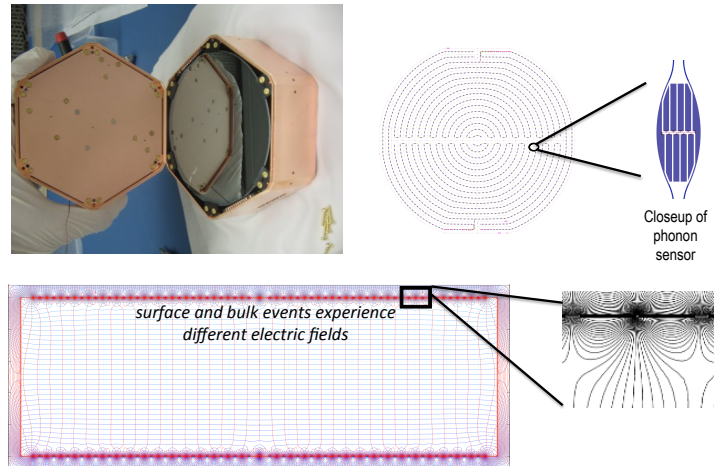 Closeup of
phonon
sensor
surface and bulk events experience
different electric fields